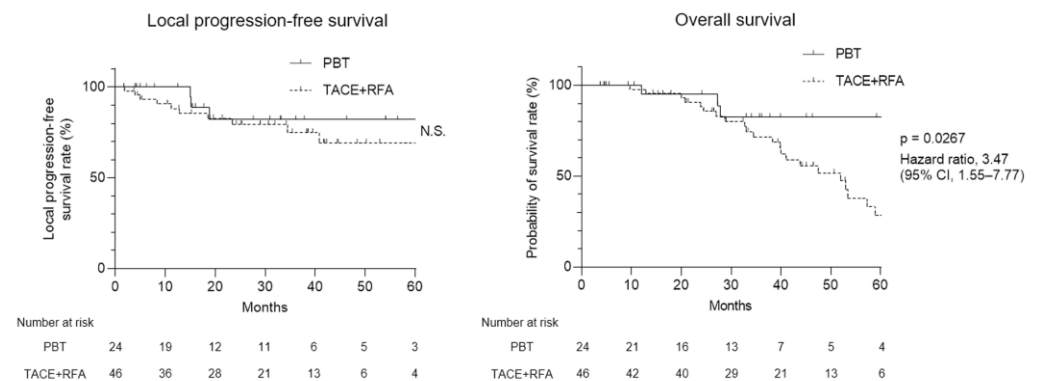 Local progression-free survival
PBT
TACE+RFA
Local progression-free
survival rate (%)
100
50
0
N.S.
0 10 20 30 40 50 60
Months
Number at risk
PBT 24 19 12 11 6 5 3
TACE+RFA 46 36 28 21 13 6 4
Overall survival
PBT
TACE+RFA
Probability of survival rate (%)
100
50
0
p = 0.0267
Hazard ratio, 3.47
(95% CI, 1.55–7.77)
0 10 20 30 40 50 60
Months
Number at risk
PBT 24 21 16 13 7 5 4
TACE+RFA 46 42 40 29 21 13 6